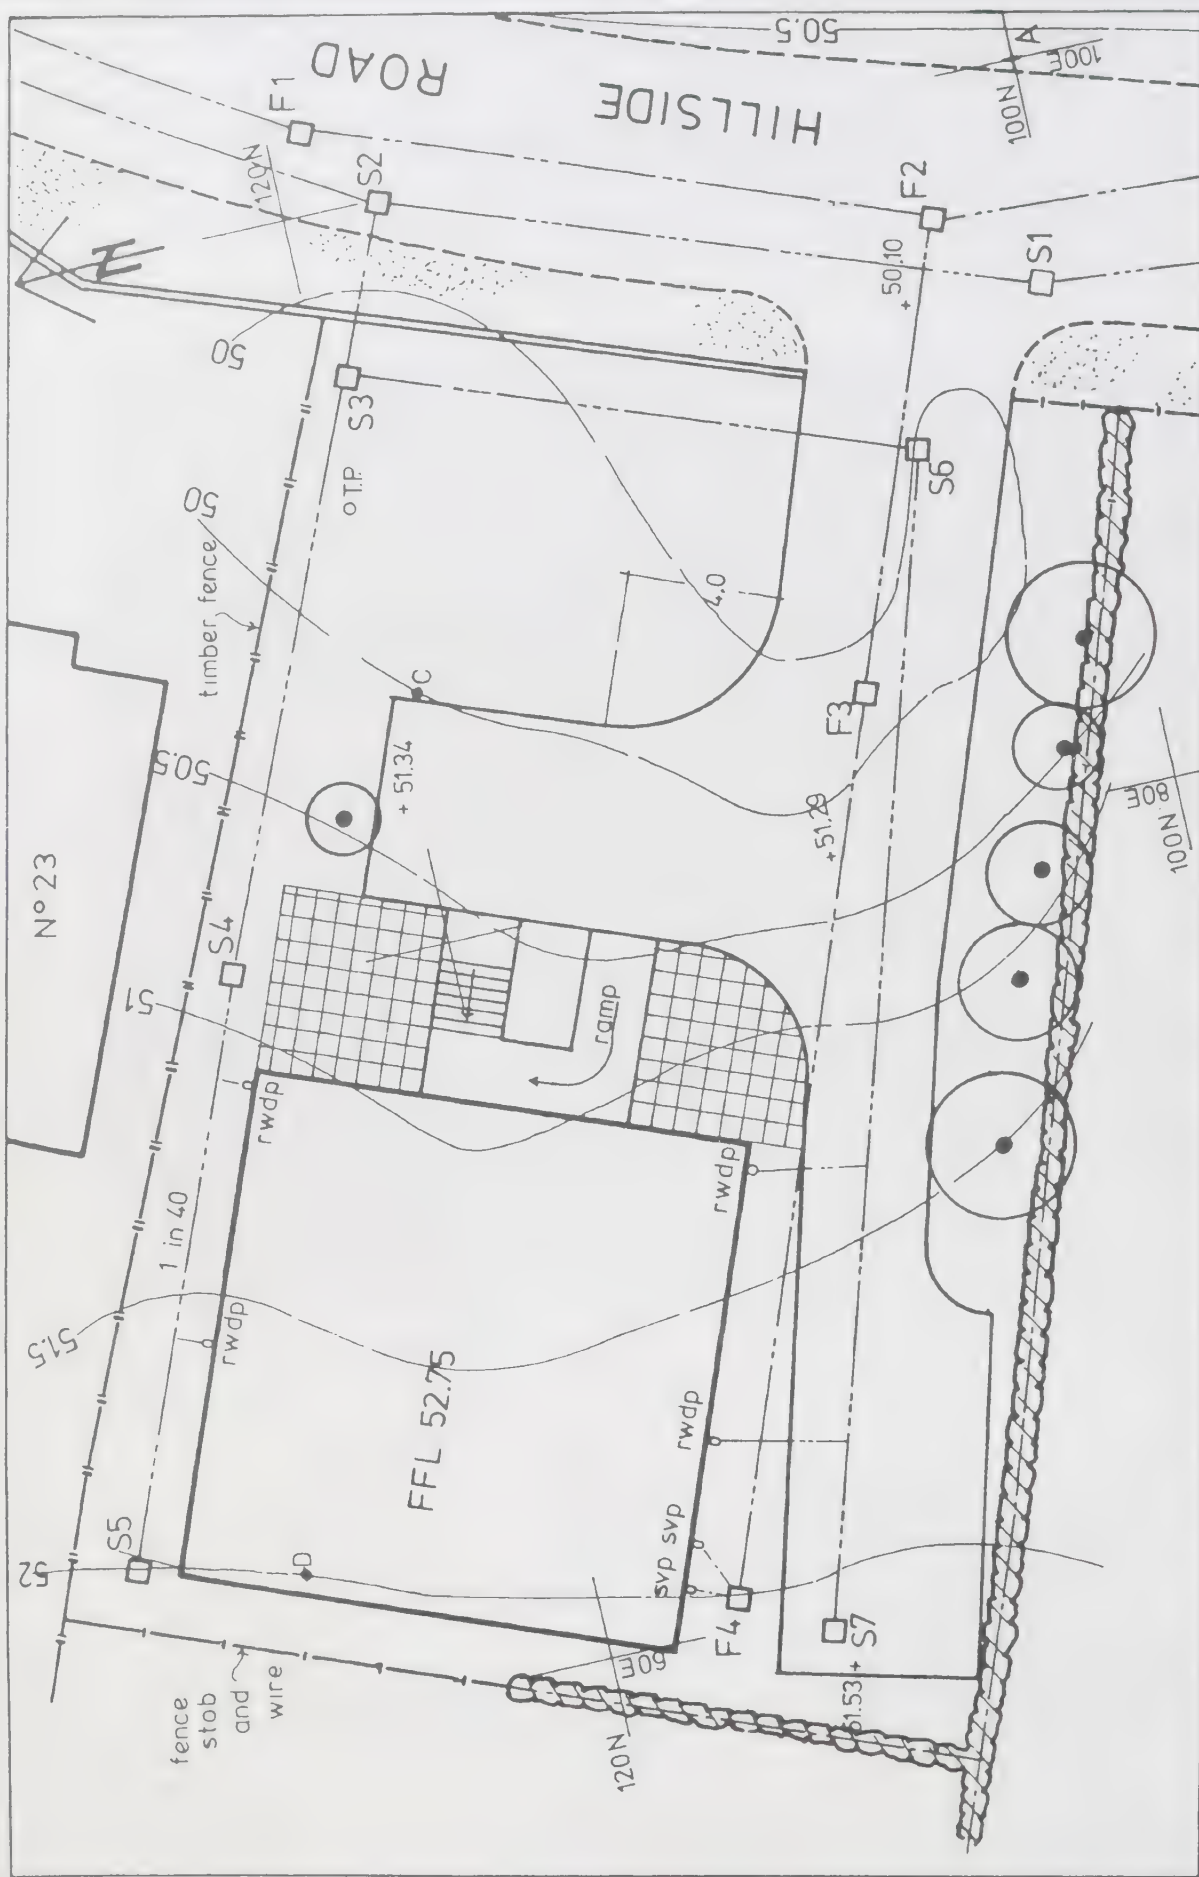 50.5
A
100E
100N
HILLSIDE
ROAD
F1
S2
120N
N
F2
S1
+ 50.10
50
S3
o T.P.
S6
50
timber fence
4.0
C
F3
50.5
+ 51.34
+ 51.29
80E
100N
N° 23
S4
51
ramp
rwdp
rwdp
1 in 40
rwdp
51.5
FFL 52.75
rwdp
S5
52
D
svp svp
F4
S7
60E
51.53 +
120N
fence
stob
and
wire